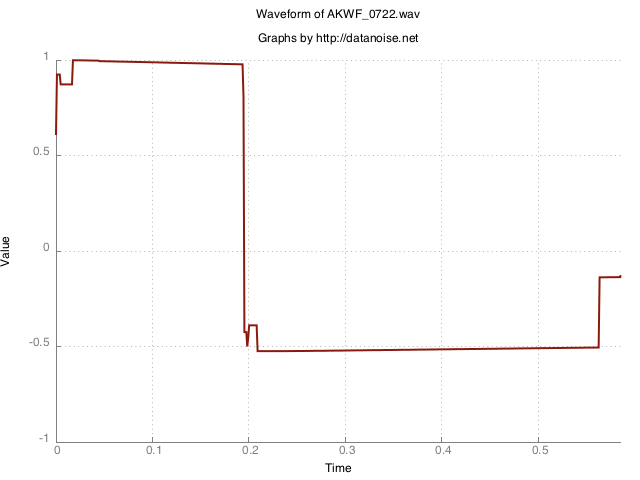 Waveform of AKWF_0722.wav
Graphs by http://datanoise.net
1
0.5
0
-0.5
-1
Value
0 0.1 0.2 0.3 0.4 0.5
Time